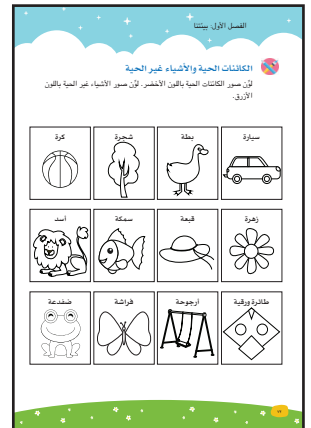 الفصل الأول: بيئتنا
الكائنات الحية والأشياء غير الحية
لوّن صور الكائنات الحية باللون الأخضر. لوّن صور الأشياء غير الحية باللون
الأزرق.
سيارة
بطة
شجرة
كرة
زهرة
قبعة
سمكة
أسد
طائرة ورقية
أرجوحة
فراشة
ضفدعة